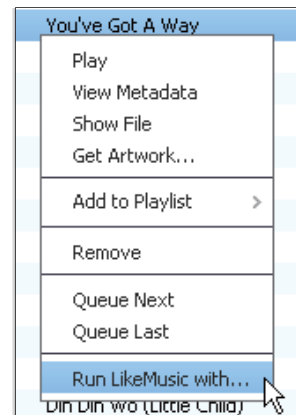 You've Got A Way
Play
View Metadata
Show File
Get Artwork...
Add to Playlist >
Remove
Queue Next
Queue Last
Run LikeMusic with...
Din Din Wo (Little Child)